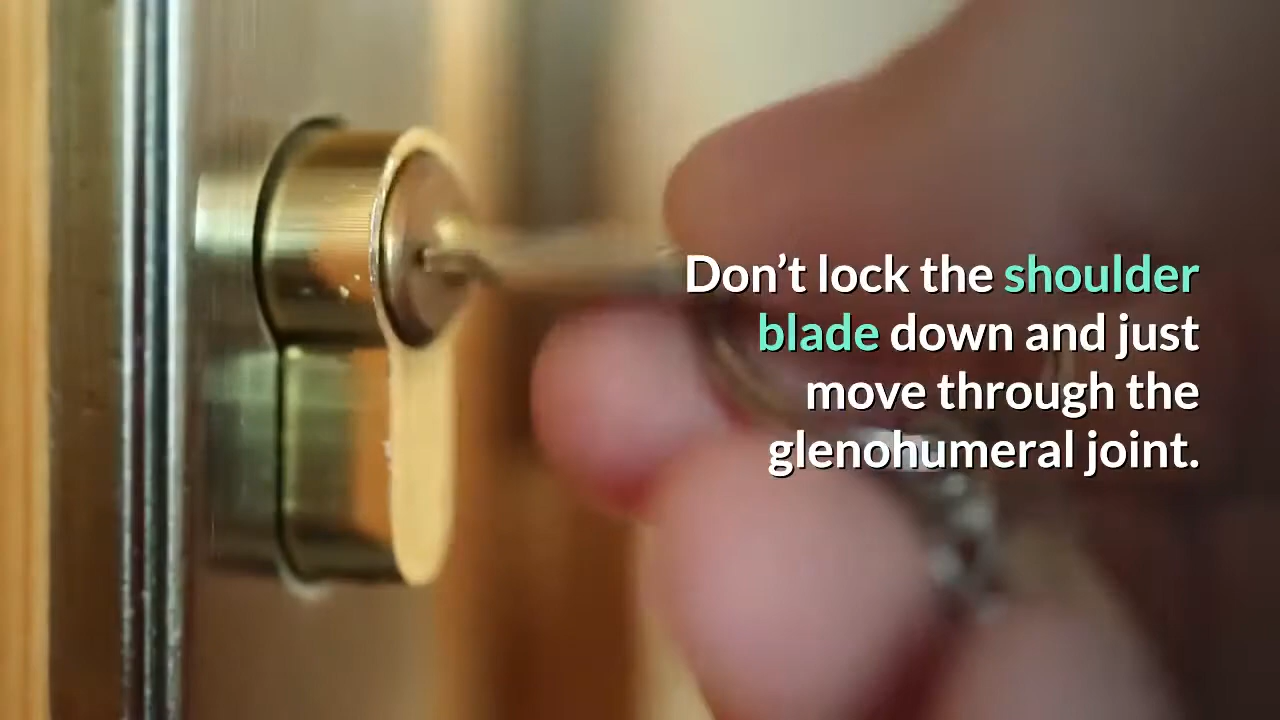 Don’t lock the shoulder
blade down and just
move through the
glenohumeral joint.